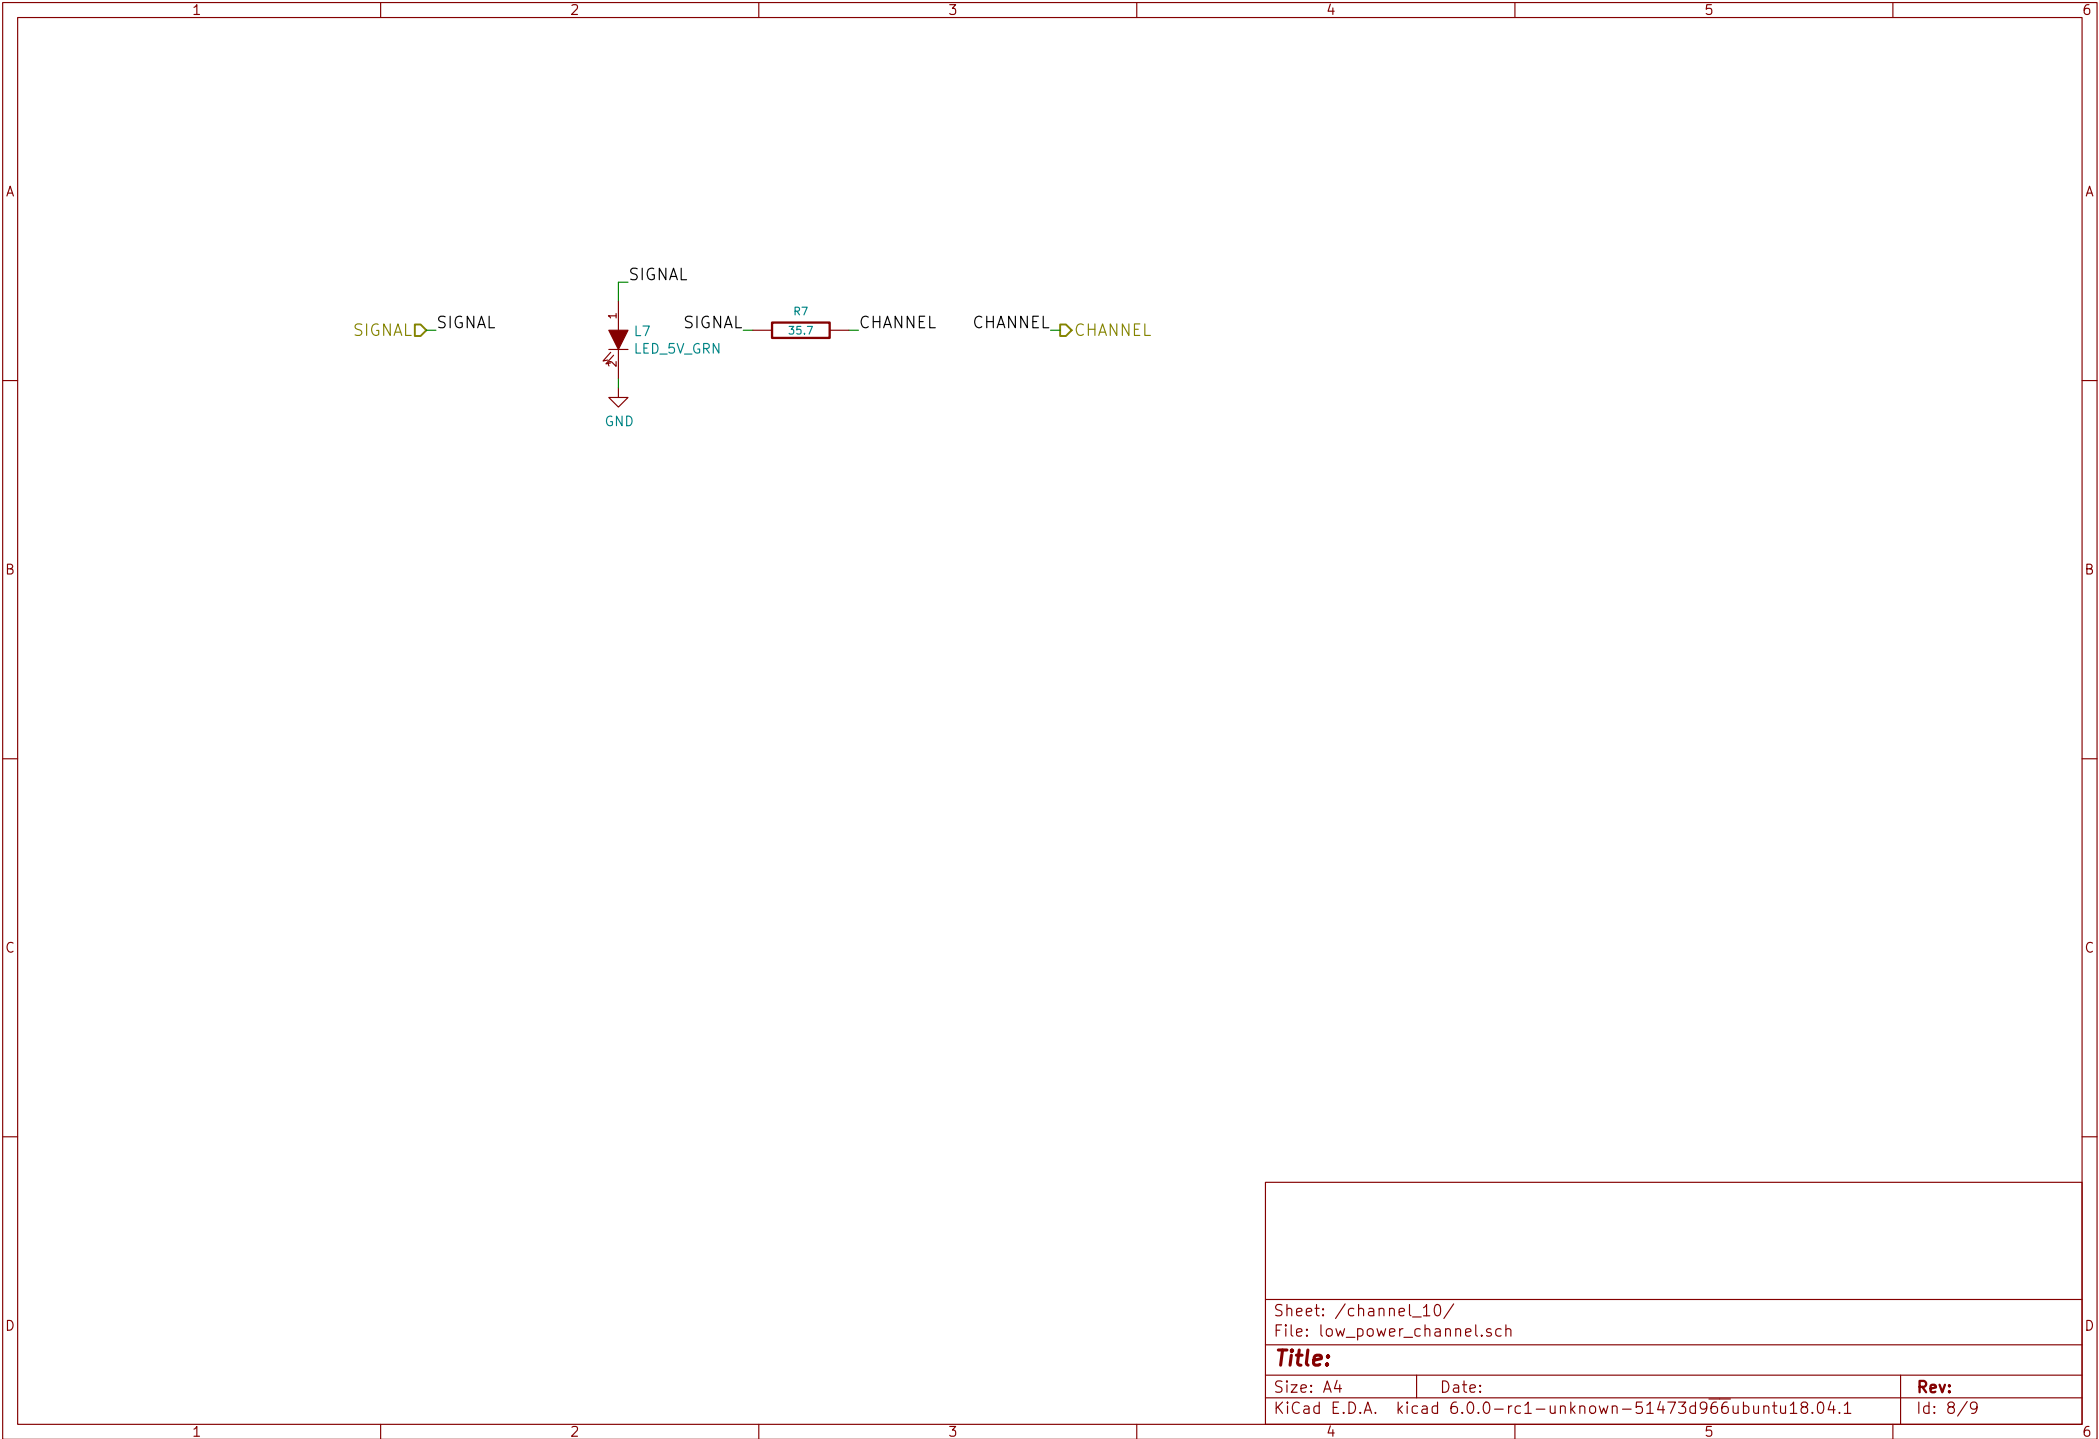 1 2 3 4 5 6
A A
SIGNAL
SIGNAL SIGNAL
1
L7
LED_5V_GRN
2
GND
SIGNAL R7 35.7 CHANNEL
CHANNEL CHANNEL
B B
C C
D D
Sheet: /channel_10/
File: low_power_channel.sch
Title:
Size: A4 Date: Rev:
KiCad E.D.A. kicad 6.0.0-rc1-unknown-51473d966ubuntu18.04.1 Id: 8/9
1 2 3 4 5 6